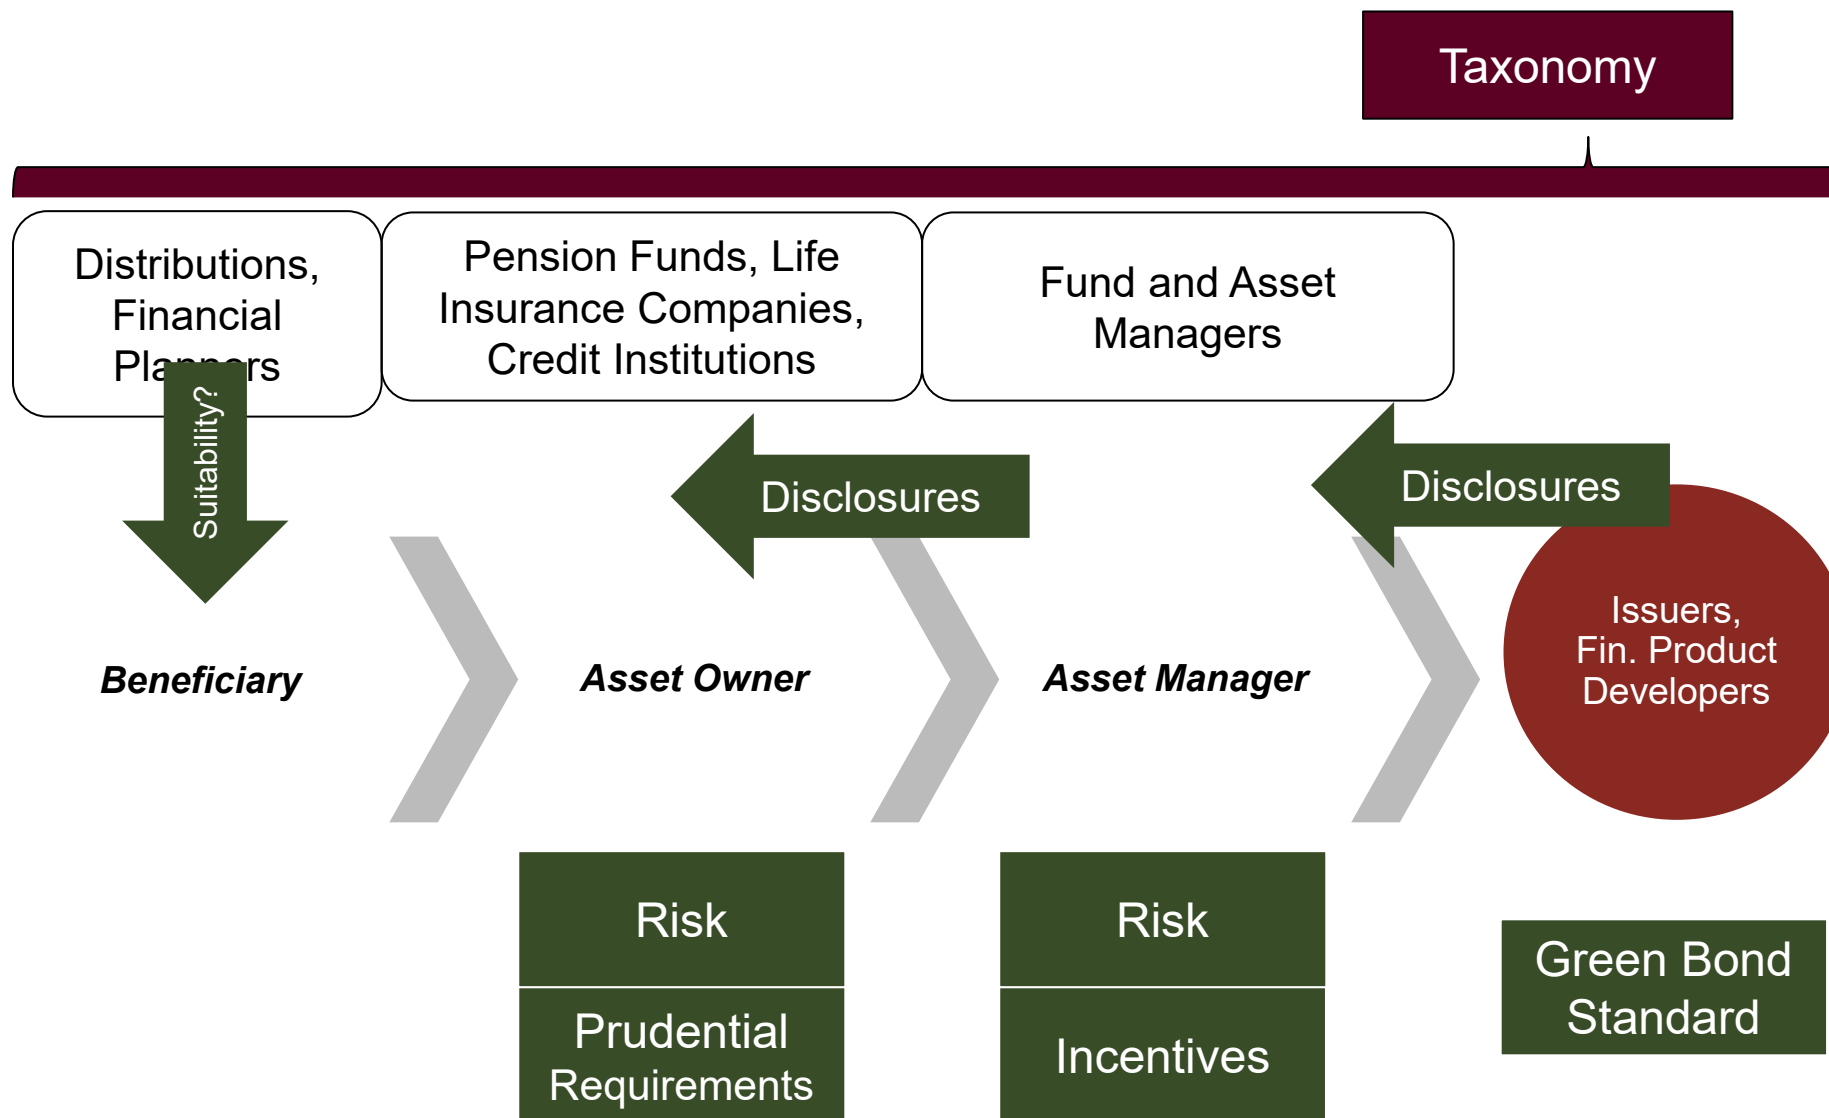 Taxonomy
Distributions,
Financial
Planners
Pension Funds, Life
Insurance Companies,
Credit Institutions
Fund and Asset
Managers
Suitability?
Disclosures
Disclosures
Beneficiary
Asset Owner
Asset Manager
Issuers,
Fin. Product
Developers
Risk
Prudential
Requirements
Risk
Incentives
Green Bond
Standard